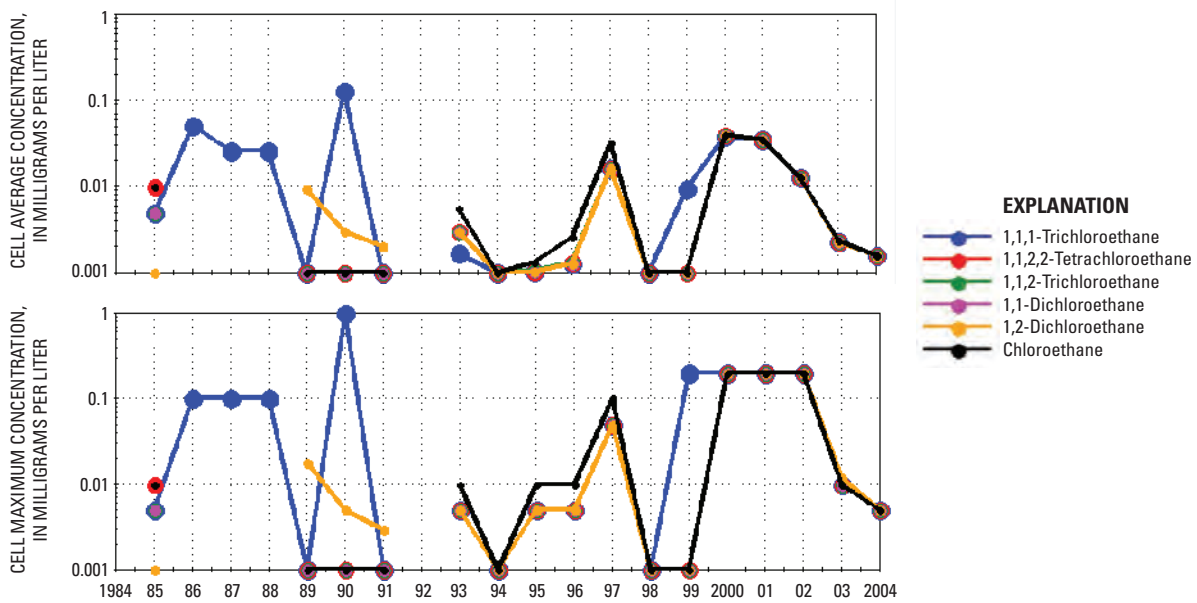 CELL AVERAGE CONCENTRATION,
IN MILLIGRAMS PER LITER
1
0.1
0.01
0.001
CELL MAXIMUM CONCENTRATION,
IN MILLIGRAMS PER LITER
1
0.1
0.01
0.001
1984 85 86 87 88 89 90 91 92 93 94 95 96 97 98 99 2000 01 02 03 2004
EXPLANATION
1,1,1-Trichloroethane
1,1,2,2-Tetrachloroethane
1,1,2-Trichloroethane
1,1-Dichloroethane
1,2-Dichloroethane
Chloroethane